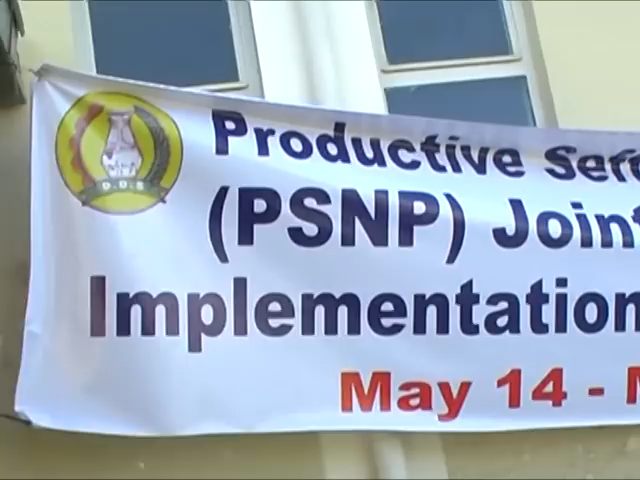 D.D.S
Productive
(PSNP) Joint
Implementation
May 14 -